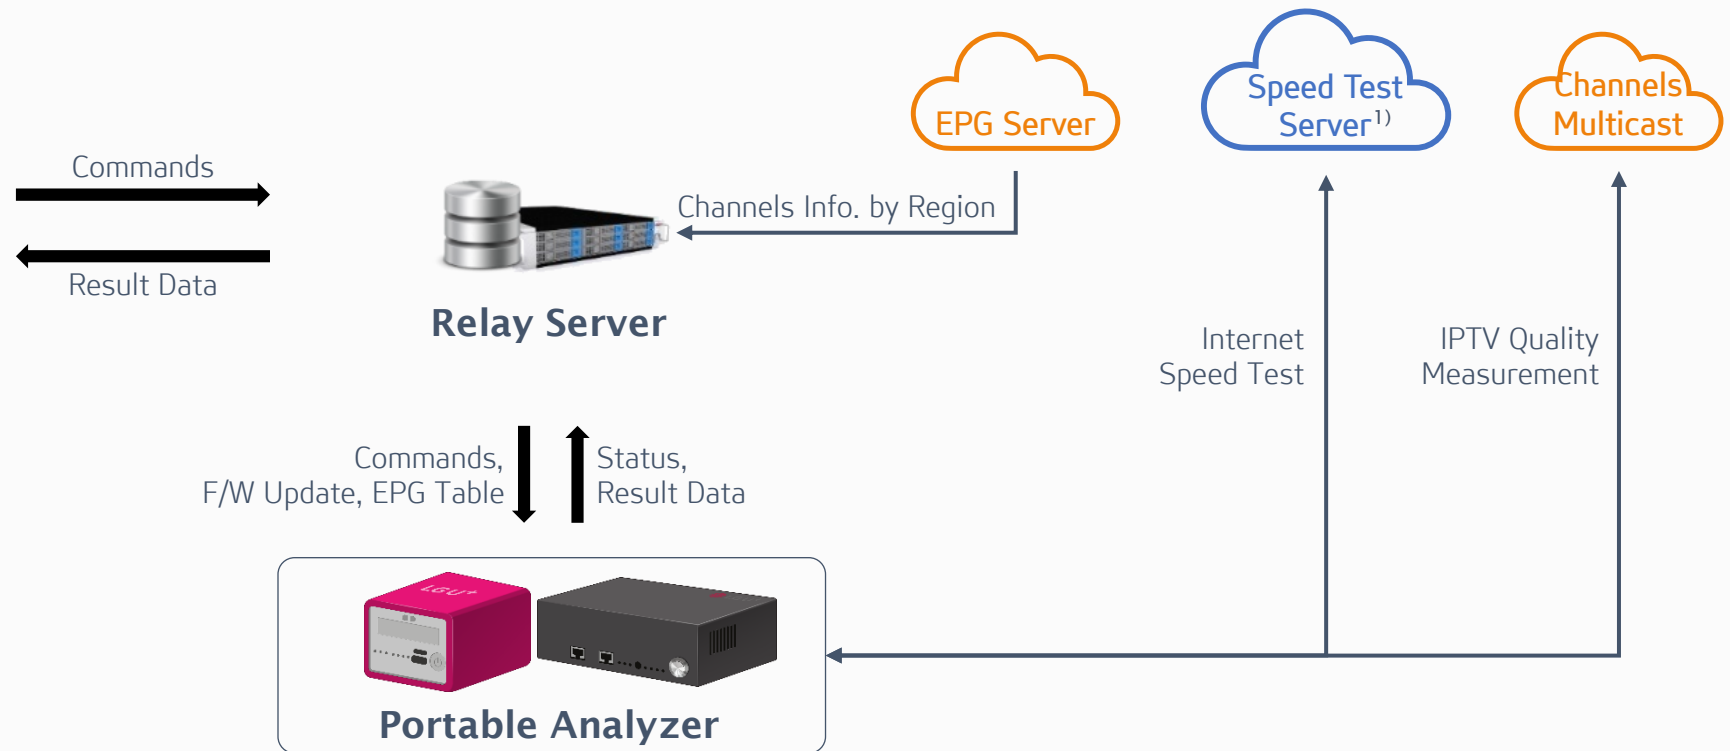 EPG Server
Speed Test
Server1)
Channels
Multicast
Commands
Result Data
Channels Info. by Region
Relay Server
Internet
Speed Test
IPTV Quality
Measurement
Commands,
F/W Update, EPG Table
Status,
Result Data
LGU+
Portable Analyzer